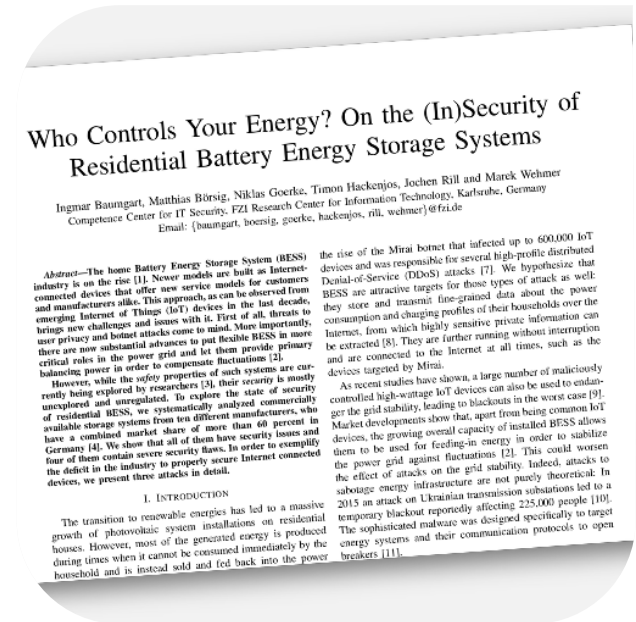 Who Controls Your Energy? On the (In)Security of
Residential Battery Energy Storage Systems
Ingmar Baumgart, Matthias Börsig, Niklas Goerke, Timon Hackenjos, Jochen Rill and Marek Wehmer
Competence Center for IT Security, FZI Research Center for Information Technology, Karlsruhe, Germany
Email: {baumgart, boersig, goerke, hackenjos, rill, wehmer}@fzi.de
Abstract—The home Battery Energy Storage System (BESS)
industry is on the rise [1]. Newer models are built as Internet-
connected devices that offer new service models for customers
and manufacturers alike. This approach, as can be observed from
emerging Internet of Things (IoT) devices in the last decade,
brings new challenges and issues with it. First of all, threats to
user privacy and botnet attacks come to mind. More importantly,
there are now substantial advances to put flexible BESS in more
critical roles in the power grid and let them provide primary
balancing power in order to compensate fluctuations [2].
However, while the safety properties of such systems are cur-
rently being explored by researchers [3], their security is mostly
unexplored and unregulated. To explore the state of security
of residential BESS, we systematically analyzed commercially
available storage systems from ten different manufacturers, who
have a combined market share of more than 60 percent in
Germany [4]. We show that all of them have security issues and
four of them contain severe security flaws. In order to exemplify
the deficit in the industry to properly secure Internet connected
devices, we present three attacks in detail.
I. INTRODUCTION
The transition to renewable energies has led to a massive
growth of photovoltaic system installations on residential
houses. However, most of the generated energy is produced
during times when it cannot be consumed immediately by the
household and is instead sold and fed back into the power
the rise of the Mirai botnet that infected up to 600,000 IoT
devices and was responsible for several high-profile distributed
Denial-of-Service (DDoS) attacks [7]. We hypothesize that
BESS are attractive targets for those types of attack as well:
they store and transmit fine-grained data about the power
consumption and charging profiles of their households over the
Internet, from which highly sensitive private information can
be extracted [8]. They are further running without interruption
and are connected to the Internet at all times, such as the
devices targeted by Mirai.
As recent studies have shown, a large number of maliciously
controlled high-wattage IoT devices can also be used to endan-
ger the grid stability, leading to blackouts in the worst case [9].
Market developments show that, apart from being common IoT
devices, the growing overall capacity of installed BESS allows
them to be used for feeding-in energy in order to stabilize
the power grid against fluctuations [2]. This could worsen
the effect of attacks on the grid stability. Indeed, attacks to
sabotage energy infrastructure are not purely theoretical: In
2015 an attack on Ukrainian transmission substations led to a
temporary blackout reportedly affecting 225,000 people [10].
The sophisticated malware was designed specifically to target
energy systems and their communication protocols to open
breakers [11].